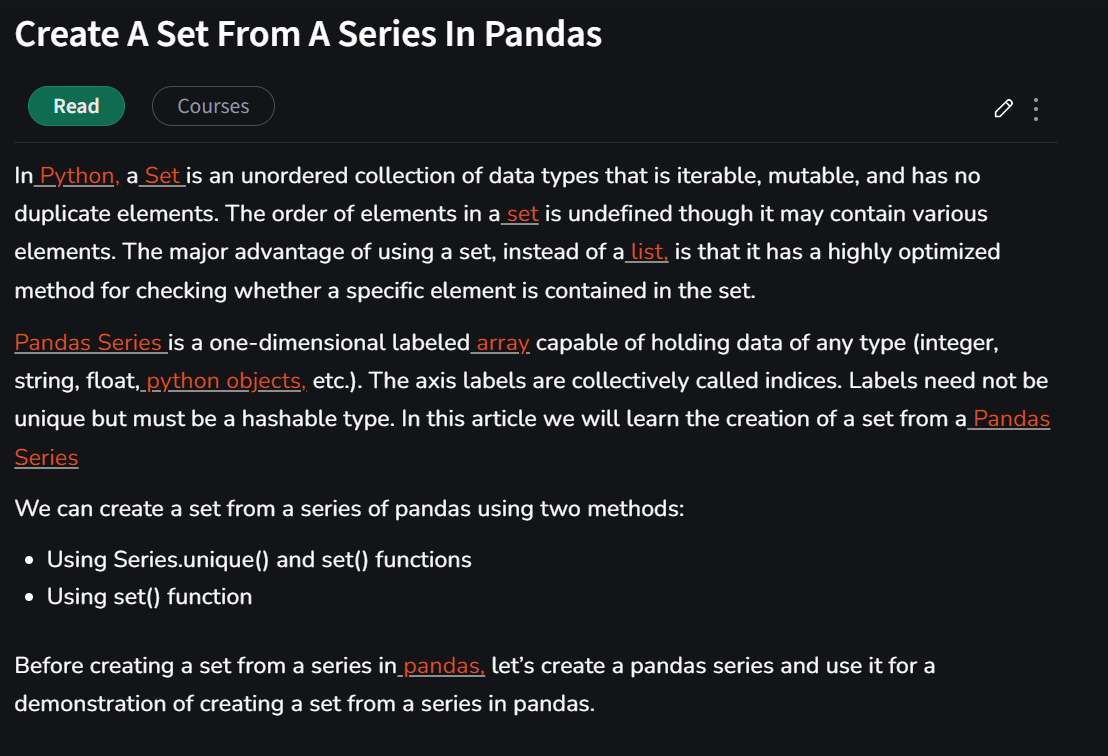 Create A Set From A Series In Pandas
Read
Courses
In Python, a Set is an unordered collection of data types that is iterable, mutable, and has no
duplicate elements. The order of elements in a set is undefined though it may contain various
elements. The major advantage of using a set, instead of a list, is that it has a highly optimized
method for checking whether a specific element is contained in the set.
Pandas Series is a one-dimensional labeled array capable of holding data of any type (integer,
string, float, python objects, etc.). The axis labels are collectively called indices. Labels need not be
unique but must be a hashable type. In this article we will learn the creation of a set from a Pandas
Series
We can create a set from a series of pandas using two methods:
• Using Series.unique() and set() functions
• Using set() function
Before creating a set from a series in pandas, let’s create a pandas series and use it for a
demonstration of creating a set from a series in pandas.